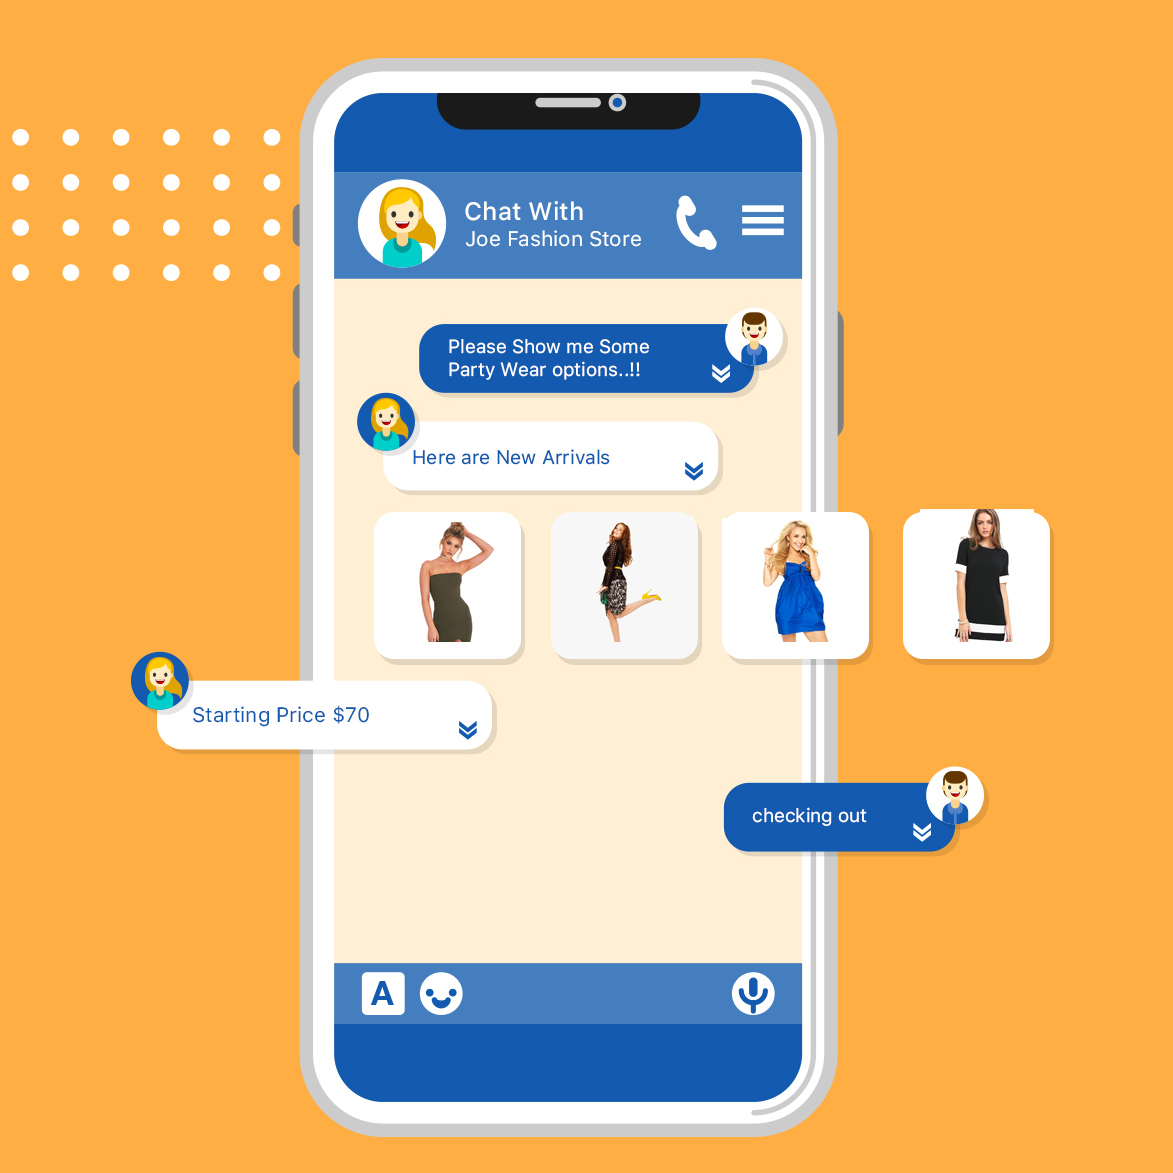 Chat With
Joe Fashion Store
Please Show me Some
Party Wear options..!!
Here are New Arrivals
Starting Price $70
checking out
A